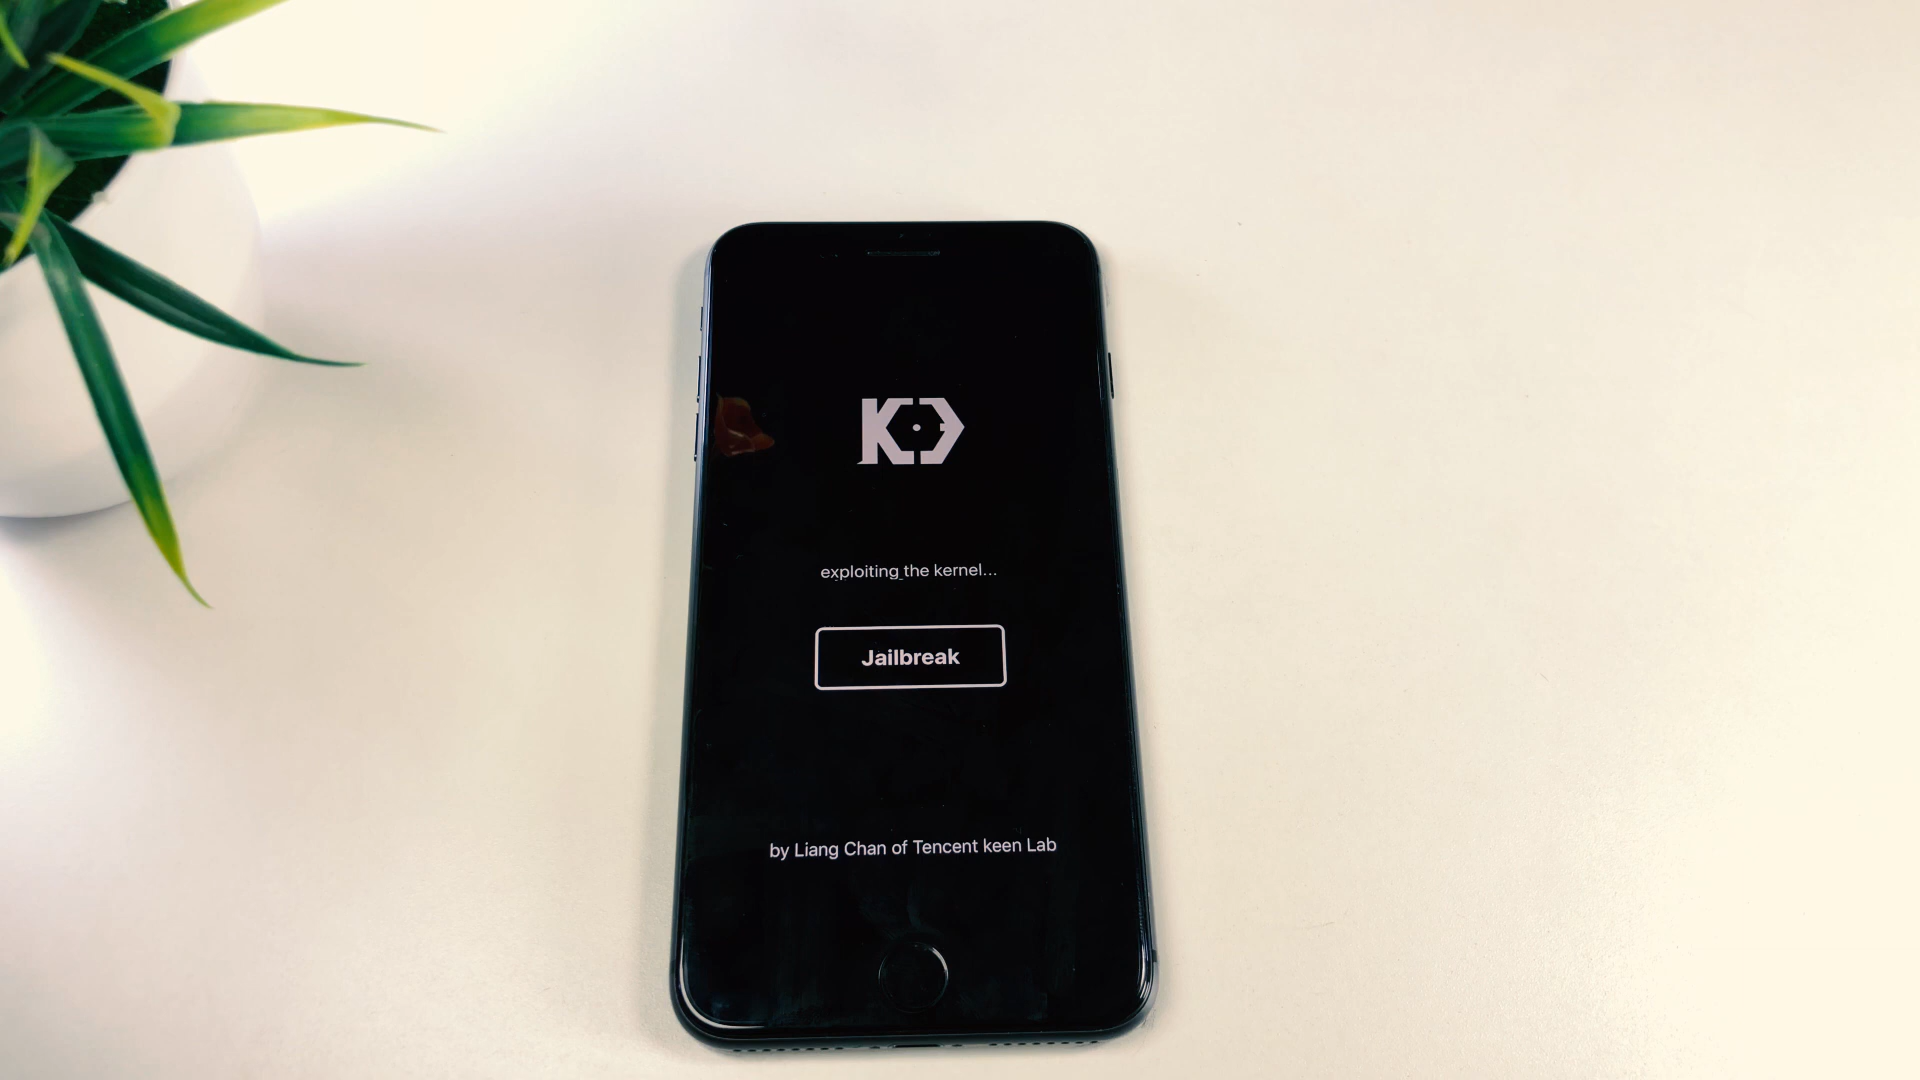 exploiting the kernel...
Jailbreak
by Liang Chan of Tencent keen Lab